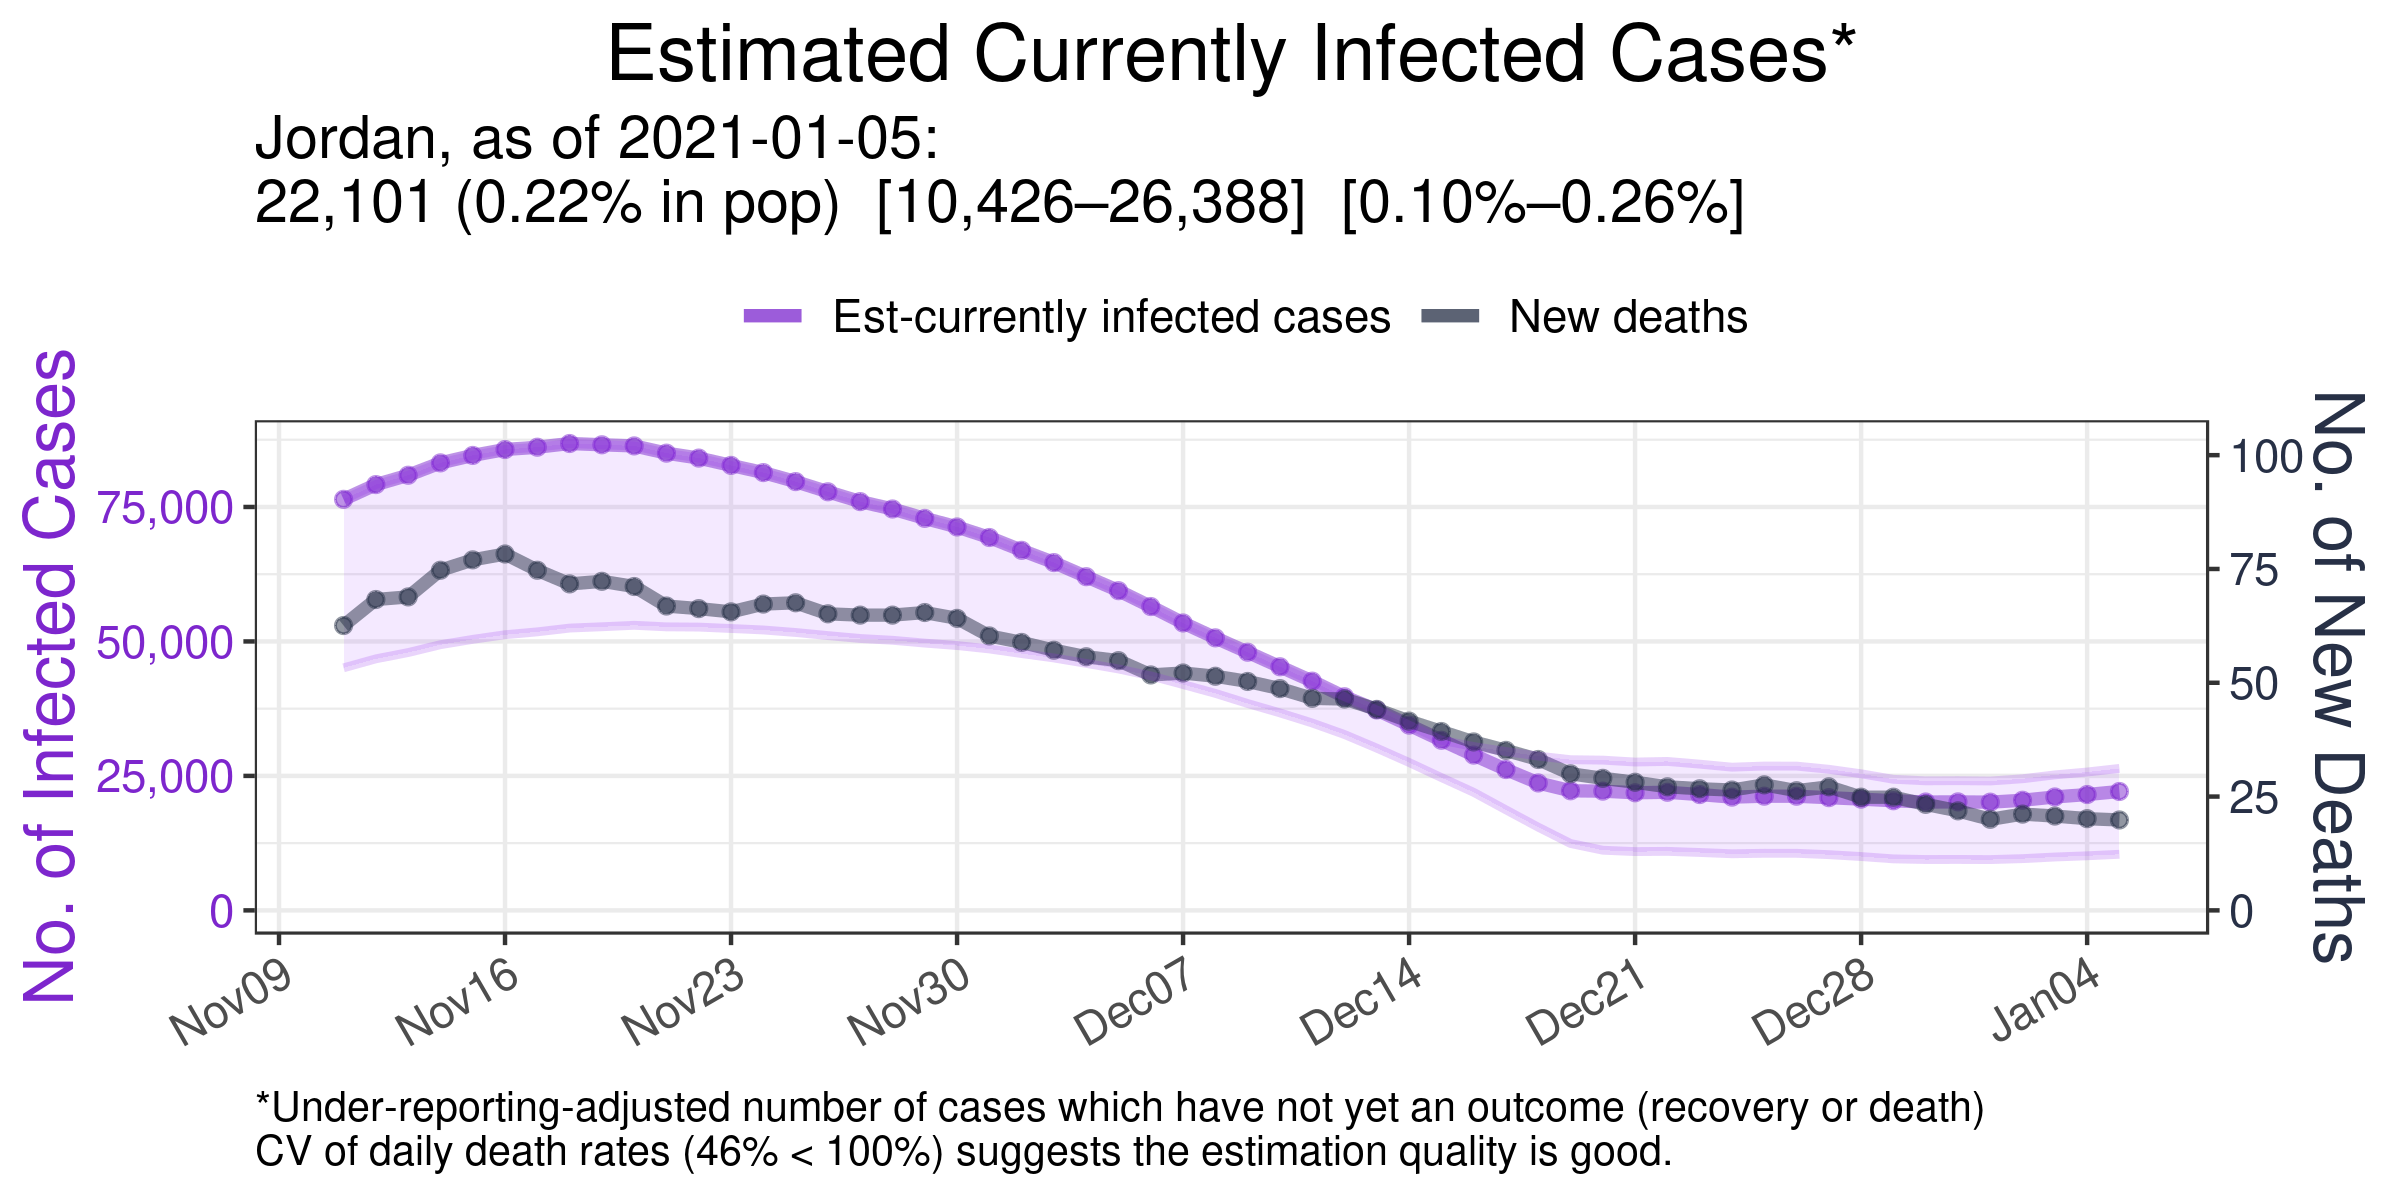 Estimated Currently Infected Cases*
Jordan, as of 2021-01-05:
22,101 (0.22% in pop)  [10,426–26,388]  [0.10%–0.26%]
Est-currently infected cases
New deaths
No. of Infected Cases
75,000
50,000
25,000
0
100
75
50
25
0
No. of New Deaths
Nov09
Nov16
Nov23
Nov30
Dec07
Dec14
Dec21
Dec28
Jan04
*Under-reporting-adjusted number of cases which have not yet an outcome (recovery or death)
CV of daily death rates (46% < 100%) suggests the estimation quality is good.